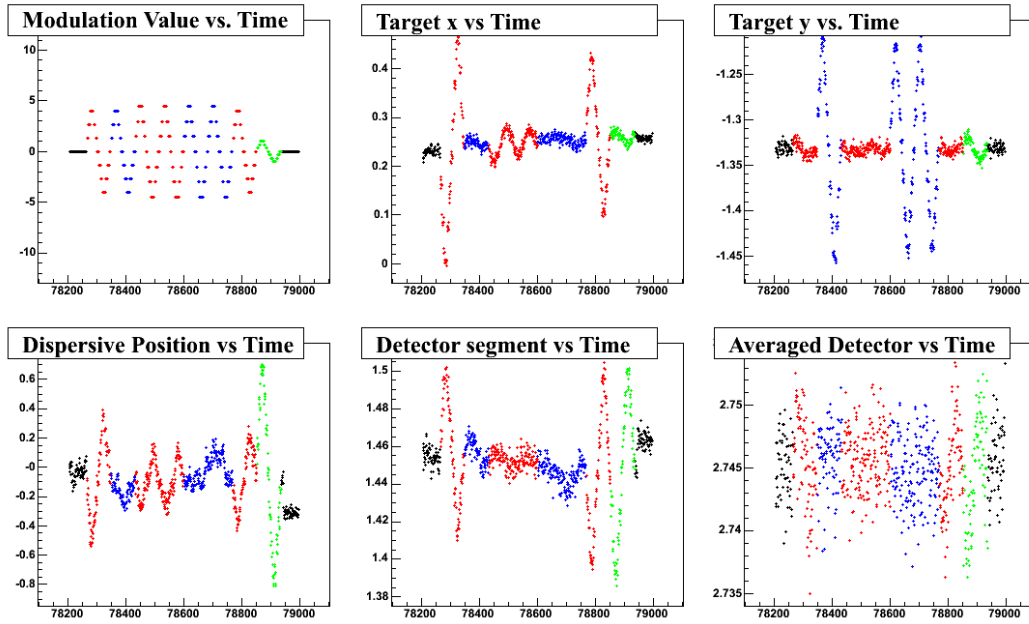 Modulation Value vs. Time
Target x vs Time
Target y vs. Time
10
5
0
-5
-10
78200 78400 78600 78800 79000
0.4
0.3
0.2
0.1
0
78200 78400 78600 78800 79000
-1.25
-1.3
-1.35
-1.4
-1.45
78200 78400 78600 78800 79000
Dispersive Position vs Time
Detector segment vs Time
Averaged Detector vs Time
0.6
0.4
0.2
-0
-0.2
-0.4
-0.6
-0.8
78200 78400 78600 78800 79000
1.5
1.48
1.46
1.44
1.42
1.4
1.38
78200 78400 78600 78800 79000
2.75
2.745
2.74
2.735
78200 78400 78600 78800 79000